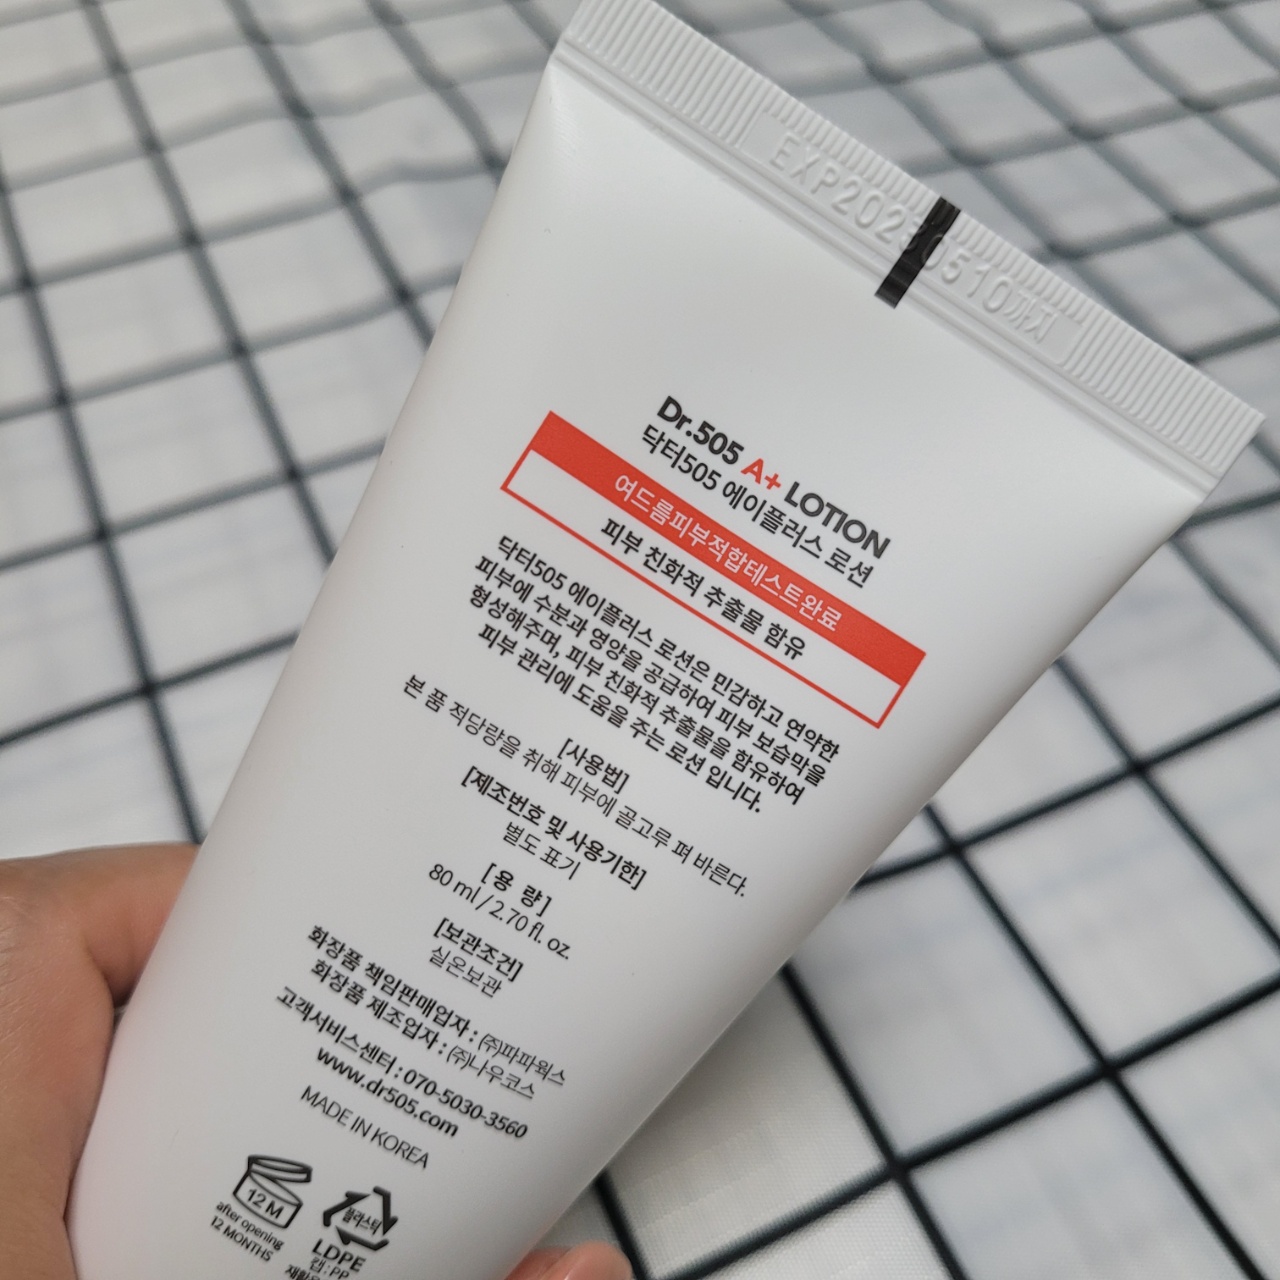 0510까지
Dr.505 A+ LOTION
닥터505 에이플러스 로션
여드름피부적합테스트완료
피부 친화적 추출물 함유
닥터505 에이플러스 로션은 민감하고 연약한
피부에 수분과 영양을 공급하여 피부 보습막을
형성해주며, 피부 친화적 추출물을 함유하여
피부 관리에 도움을 주는 로션 입니다.
[사용법]
본 품 적당량을 취해 피부에 골고루 펴 바른다.
[제조번호 및 사용기한]
별도 표기
[용 량]
80 ml / 2.70 fl. oz.
[보관조건]
실온보관
화장품 책임판매업자 : ㈜파파웍스
화장품 제조업자 : ㈜나우코스
고객서비스센터 : 070-5030-3560
www.dr505.com
MADE IN KOREA
12 M
after opening
12 MONTHS
플라스틱
LDPE
캡 : PP